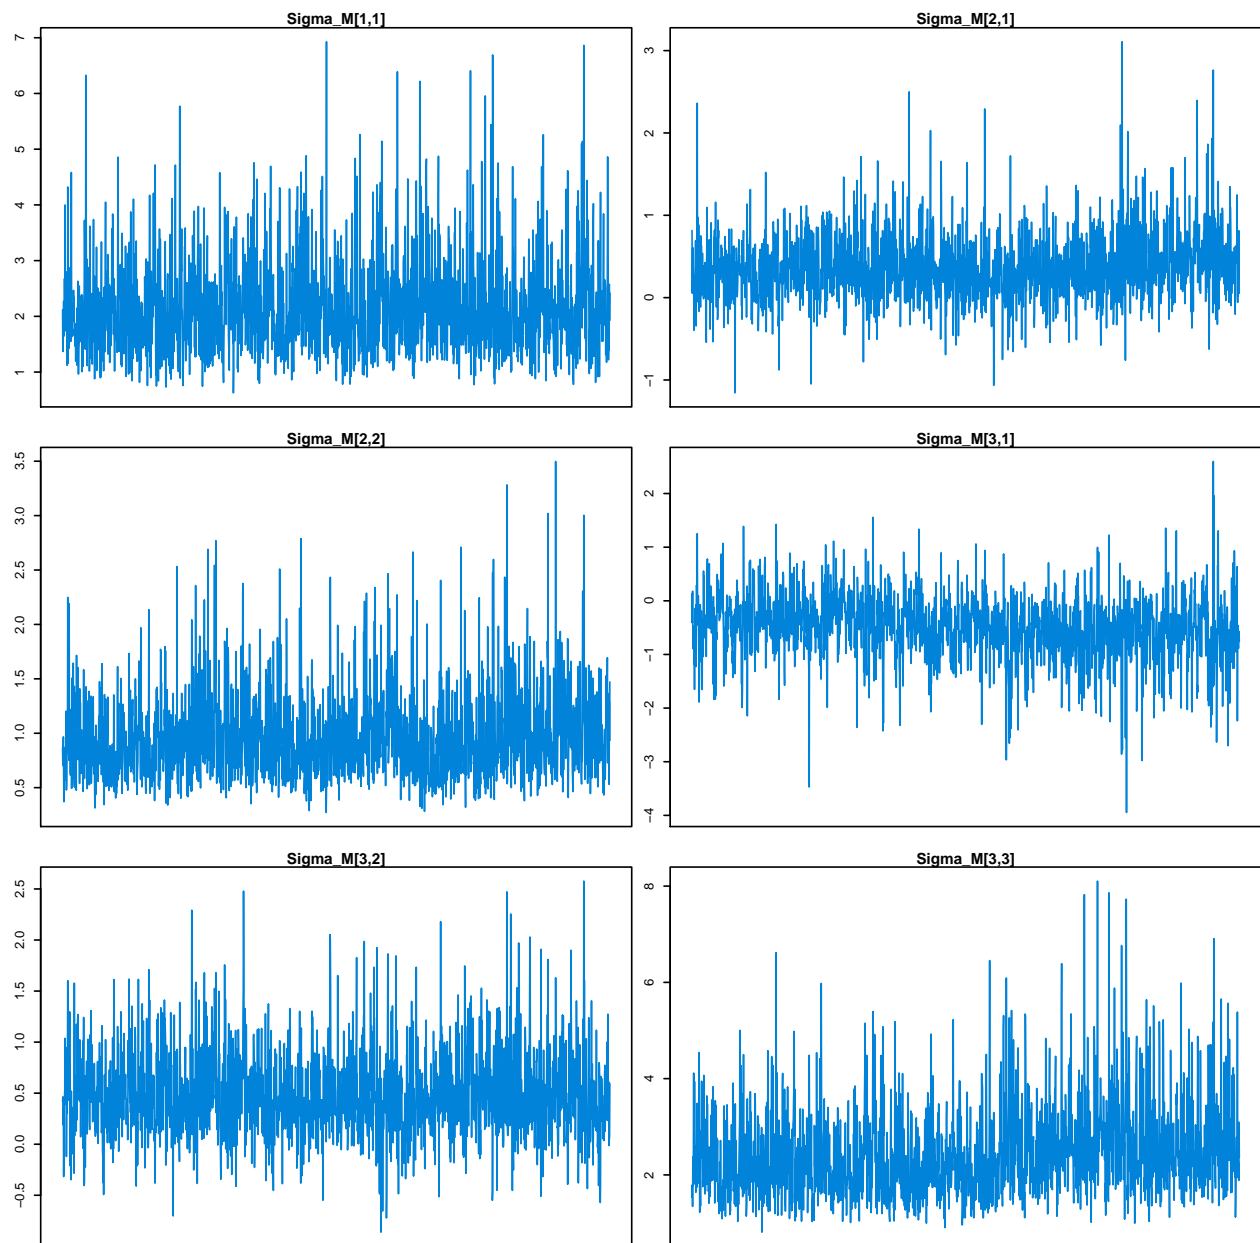 Sigma_M[1,1] Sigma_M[2,1]
7 6 5 4 3 2 1
3 2 1 0 −1
Sigma_M[2,2] Sigma_M[3,1]
3.5 3.0 2.5 2.0 1.5 1.0 0.5
2 1 0 −1 −2 −3 −4
Sigma_M[3,2] Sigma_M[3,3]
2.5 2.0 1.5 1.0 0.5 0.0 −0.5
8 6 4 2